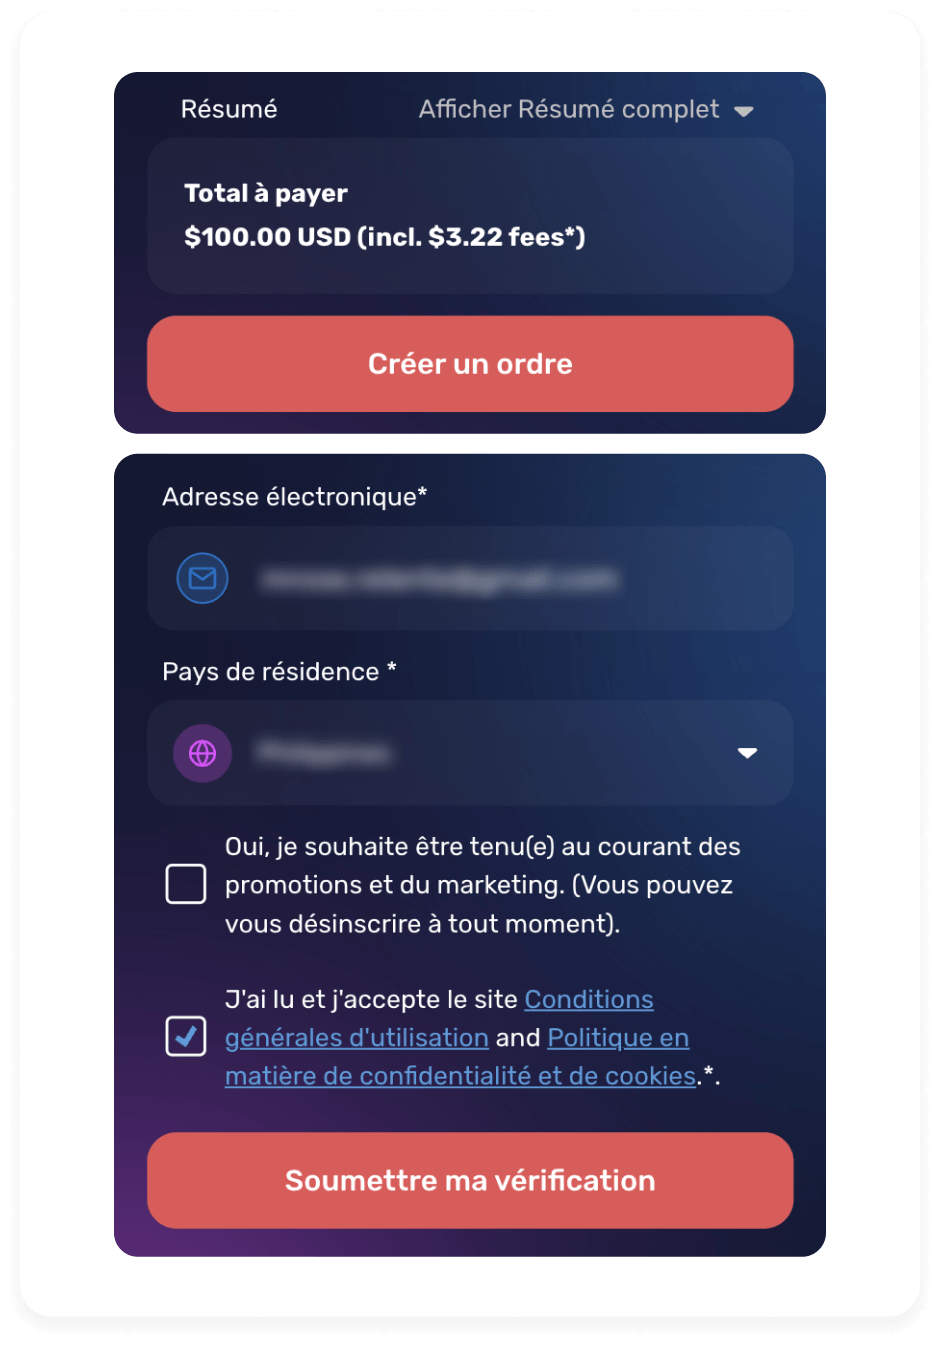 Résumé
Afficher Résumé complet
Total à payer
$100.00 USD (incl. $3.22 fees*)
Créer un ordre
Adresse électronique*
Pays de résidence *
Oui, je souhaite être tenu(e) au courant des
promotions et du marketing. (Vous pouvez
vous désinscrire à tout moment).
J'ai lu et j'accepte le site Conditions
générales d'utilisation and Politique en
matière de confidentialité et de cookies.*.
Soumettre ma vérification